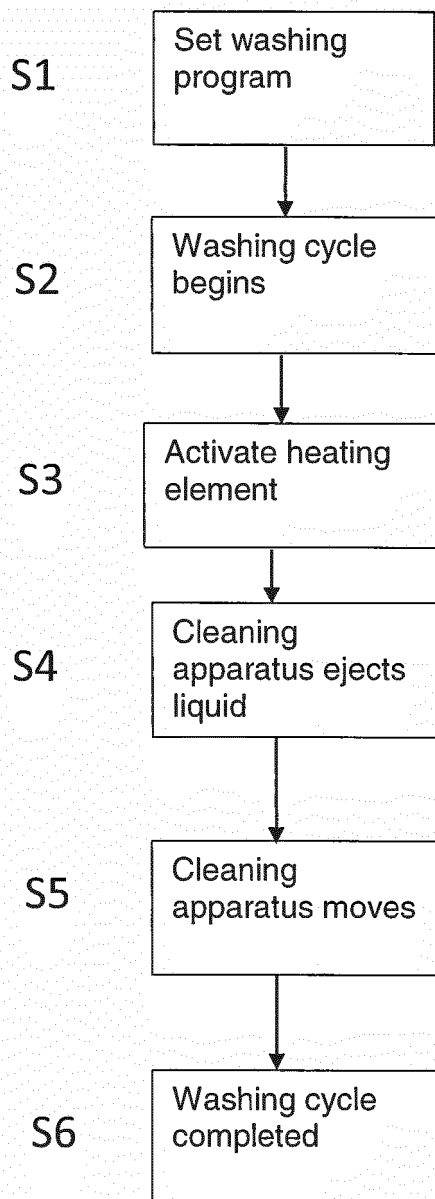 S1
Set washing
program
S2
Washing cycle
begins
S3
Activate heating
element
S4
Cleaning
apparatus ejects
liquid
S5
Cleaning
apparatus moves
S6
Washing cycle
completed